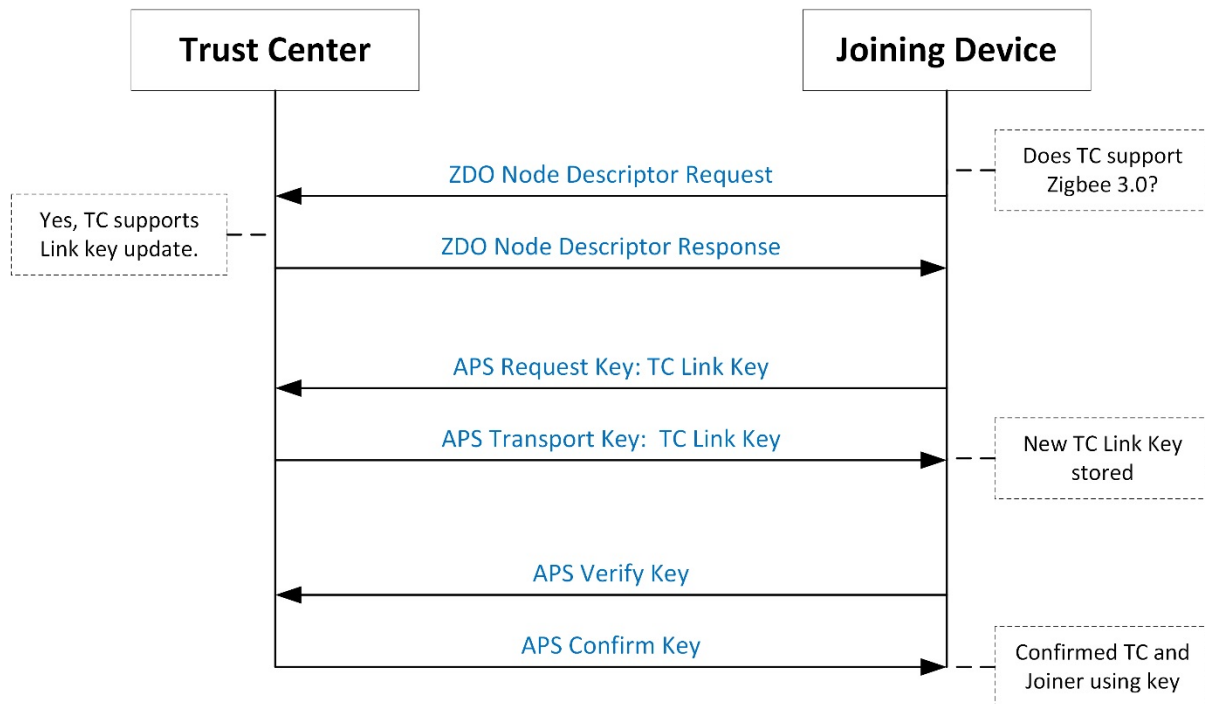 Trust Center
Joining Device
Does TC support
Zigbee 3.0?
ZDO Node Descriptor Request
Yes, TC supports
Link key update.
ZDO Node Descriptor Response
APS Request Key: TC Link Key
APS Transport Key:  TC Link Key
New TC Link Key
stored
APS Verify Key
APS Confirm Key
Confirmed TC and
Joiner using key